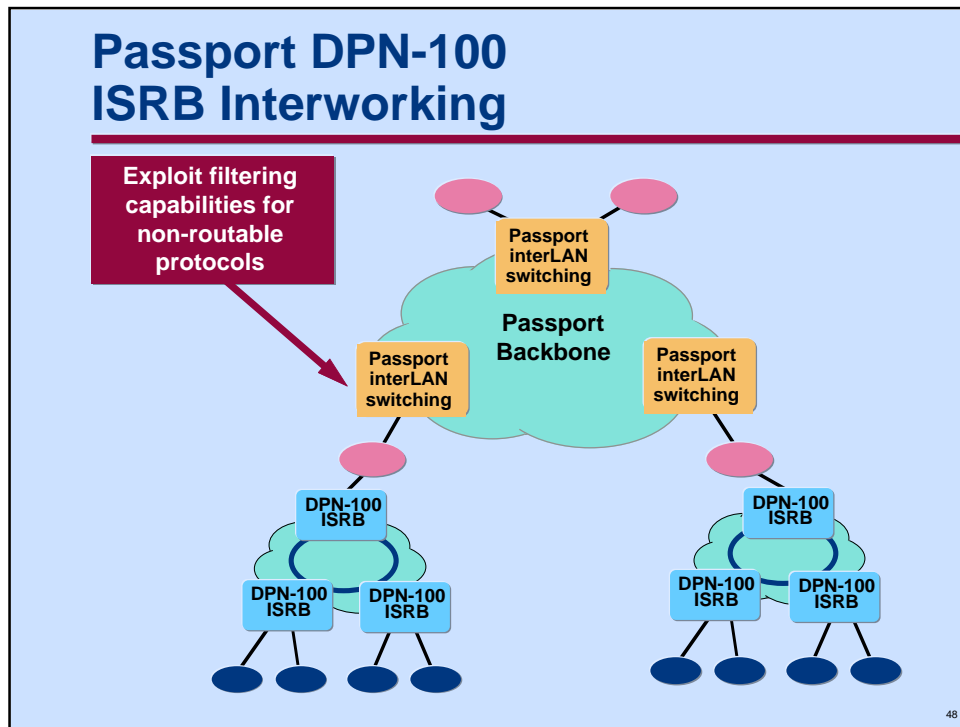 Passport DPN-100
ISRB Interworking
Exploit filtering
capabilities for
non-routable
protocols
Passport
interLAN
switching
Passport
Backbone
Passport
interLAN
switching
Passport
interLAN
switching
DPN-100
ISRB
DPN-100
ISRB
DPN-100
ISRB
DPN-100
ISRB
DPN-100
ISRB
DPN-100
ISRB
48